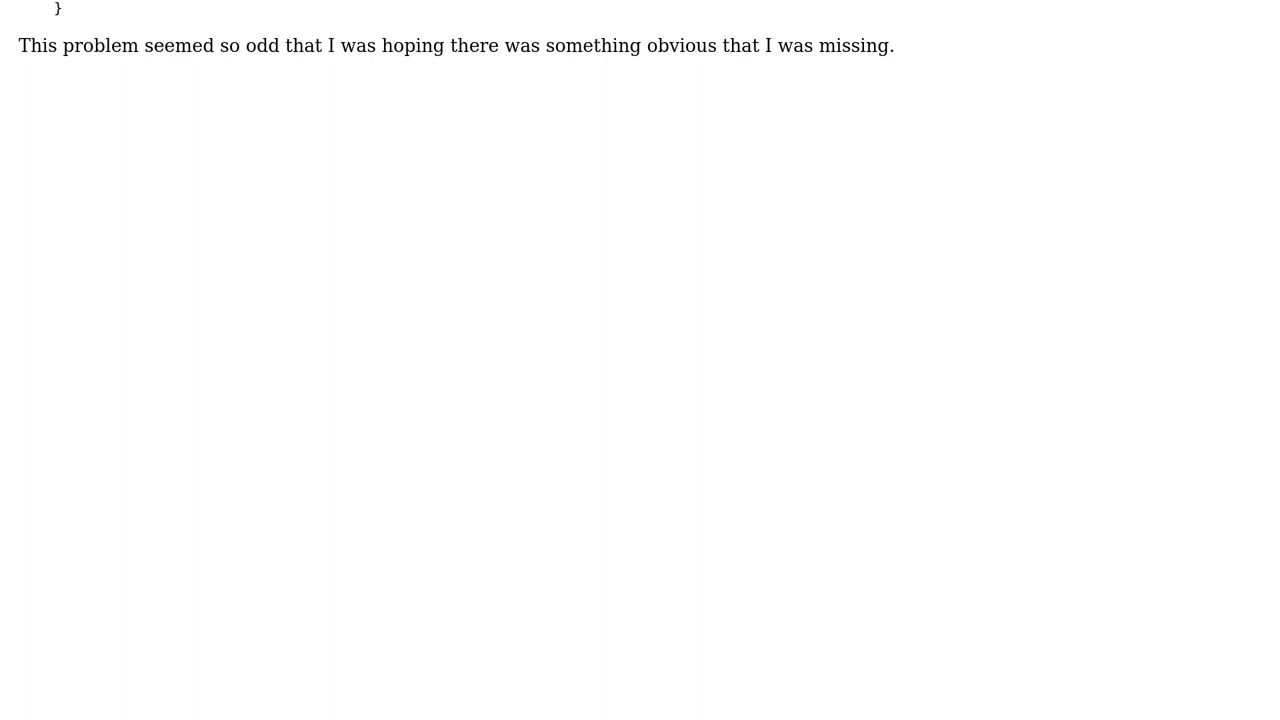 }
This problem seemed so odd that I was hoping there was something obvious that I was missing.